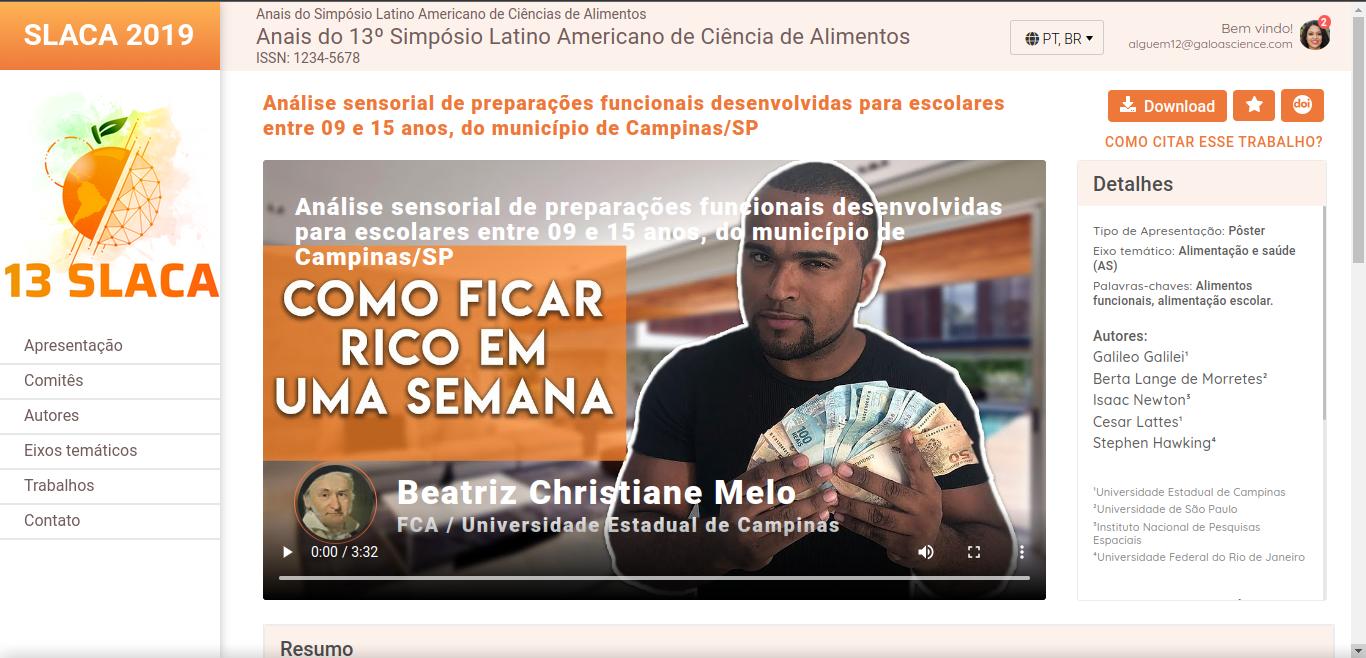 SLACA 2019
Anais do Simpósio Latino Americano de Ciências de Alimentos
Anais do 13º Simpósio Latino Americano de Ciência de Alimentos
ISSN: 1234-5678
PT, BR
Bem vindo!
alguem12@galoascience.com
2
13 SLACA
Apresentação
Comitês
Autores
Eixos temáticos
Trabalhos
Contato
Análise sensorial de preparações funcionais desenvolvidas para escolares
entre 09 e 15 anos, do município de Campinas/SP
Download
doi
COMO CITAR ESSE TRABALHO?
Análise sensorial de preparações funcionais desenvolvidas
para escolares entre 09 e 15 anos, do município de
Campinas/SP
COMO FICAR
RICO EM
UMA SEMANA
100
REAIS
50
Beatriz Christiane Melo
FCA / Universidade Estadual de Campinas
0:00 / 3:32
Detalhes
Tipo de Apresentação: Pôster
Eixo temático: Alimentação e saúde
(AS)
Palavras-chaves: Alimentos
funcionais, alimentação escolar.
Autores:
Galileo Galilei¹
Berta Lange de Morretes²
Isaac Newton³
Cesar Lattes¹
Stephen Hawking⁴
¹Universidade Estadual de Campinas
²Universidade de São Paulo
³Instituto Nacional de Pesquisas
Espaciais
⁴Universidade Federal do Rio de Janeiro
Resumo